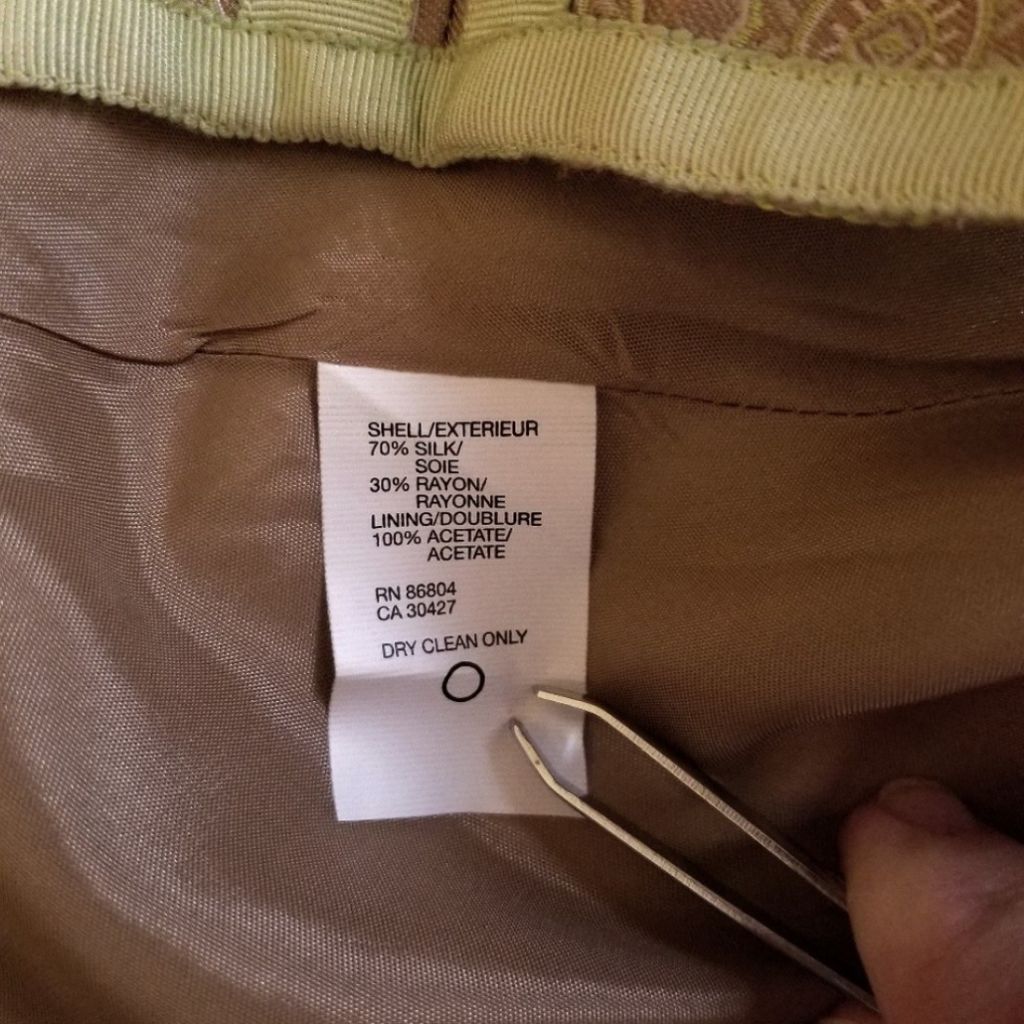 SHELL/EXTERIEUR
70% SILK/
SOIE
30% RAYON/
RAYONNE
LINING/DOUBLURE
100% ACETATE/
ACETATE
RN 86804
CA 30427
DRY CLEAN ONLY